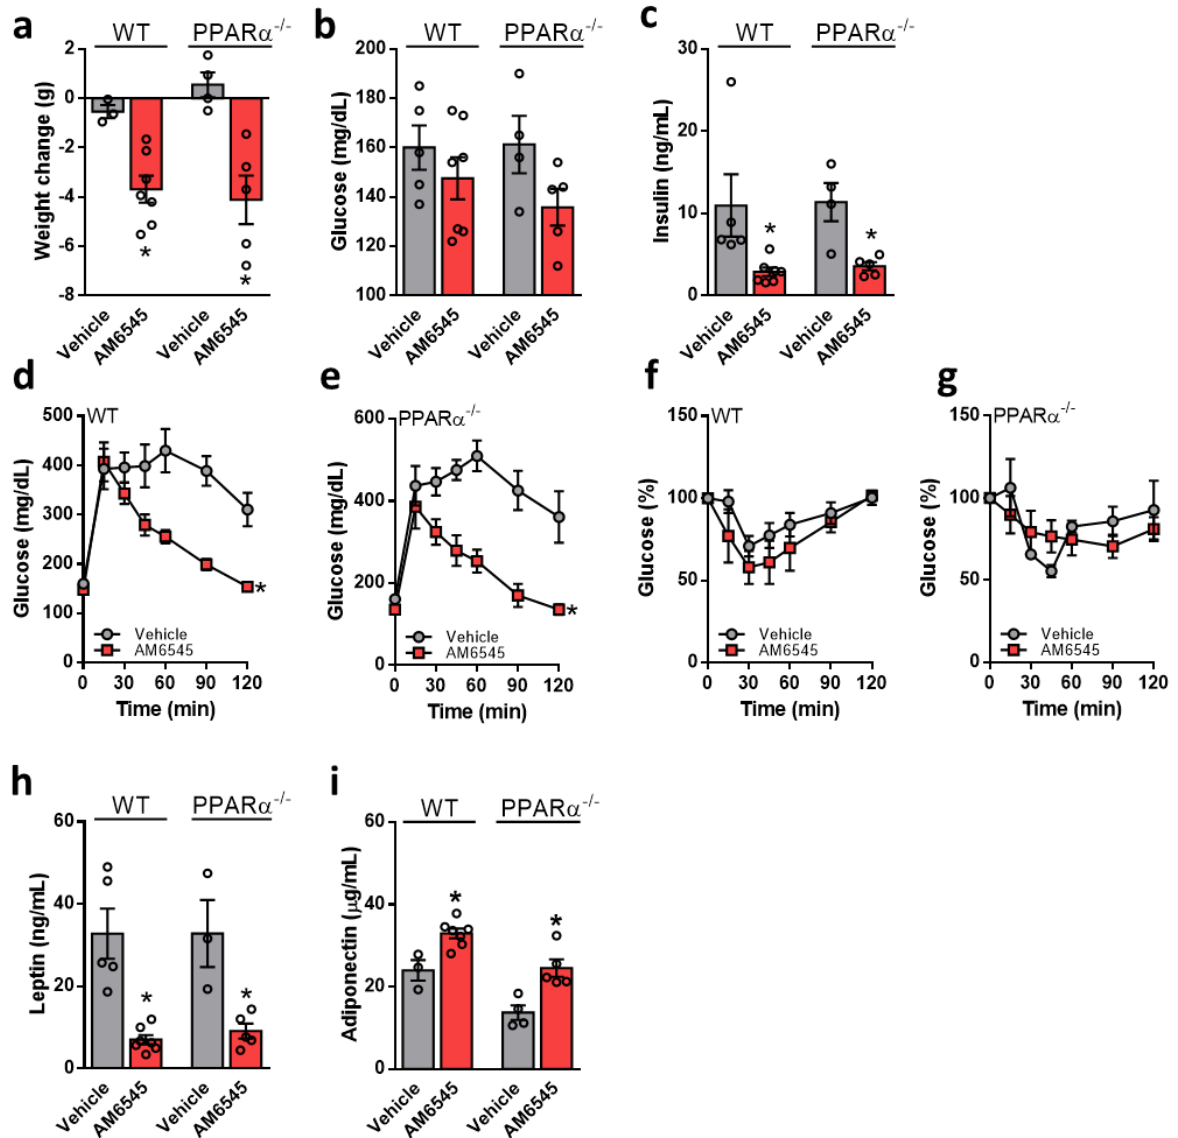 a
WT PPARα-/-
Weight change (g)
2
0
-2
-4
-6
-8
*
*
Vehicle
AM6545
Vehicle
AM6545
b
WT PPARα-/-
Glucose (mg/dL)
200
180
160
140
120
100
Vehicle
AM6545
Vehicle
AM6545
c
WT PPARα-/-
Insulin (ng/mL)
30
20
10
0
*
*
Vehicle
AM6545
Vehicle
AM6545
d
WT
Glucose (mg/dL)
500
400
300
200
100
0
*
Vehicle
AM6545
0 30 60 90 120
Time (min)
e
PPARα-/-
Glucose (mg/dL)
600
400
200
0
*
Vehicle
AM6545
0 30 60 90 120
Time (min)
f
WT
Glucose (%)
150
100
50
0
Vehicle
AM6545
0 30 60 90 120
Time (min)
g
PPARα-/-
Glucose (%)
150
100
50
0
Vehicle
AM6545
0 30 60 90 120
Time (min)
h
WT PPARα-/-
Leptin (ng/mL)
60
40
20
0
*
*
Vehicle
AM6545
Vehicle
AM6545
i
WT PPARα-/-
Adiponectin (μg/mL)
60
40
20
0
*
*
Vehicle
AM6545
Vehicle
AM6545